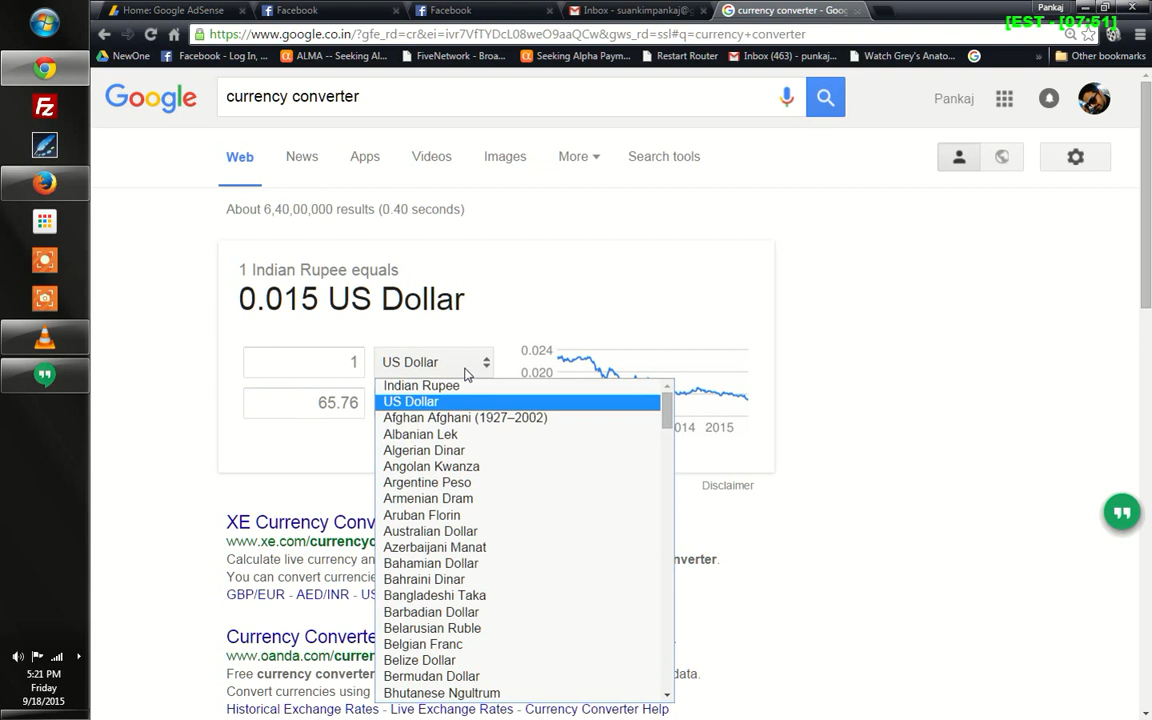 Home: Google AdSense
Facebook
Facebook
Inbox - suankimpankaj@g
currency converter - Goo
Pankaj
[EST - [07:51]
https://www.google.co.in/?gfe_rd=cr&ei=ivr7VfTYDcL08weO9aaQCw&gws_rd=ssl#q=currency+converter
NewOne
Facebook - Log In, ...
ALMA -- Seeking Al...
FiveNetwork - Broa...
Seeking Alpha Paym...
Restart Router
Inbox (463) - punkaj...
Watch Grey's Anato...
»
Other bookmarks
Google
currency converter
Pankaj
Web
News
Apps
Videos
Images
More
Search tools
About 6,40,00,000 results (0.40 seconds)
1 Indian Rupee equals
0.015 US Dollar
1
US Dollar
65.76
0.024
0.020
014
2015
Indian Rupee
US Dollar
Afghan Afghani (1927–2002)
Albanian Lek
Algerian Dinar
Angolan Kwanza
Argentine Peso
Armenian Dram
Aruban Florin
Australian Dollar
Azerbaijani Manat
Bahamian Dollar
Bahraini Dinar
Bangladeshi Taka
Barbadian Dollar
Belarusian Ruble
Belgian Franc
Belize Dollar
Bermudan Dollar
Bhutanese Ngultrum
Disclaimer
XE Currency Conv
www.xe.com/currencyc
Calculate live currency an
onverter.
You can convert currencie
GBP/EUR - AED/INR - US
Currency Converte
www.oanda.com/curren
Free currency converter
data.
Convert currencies using
Historical Exchange Rates - Live Exchange Rates - Currency Converter Help
Fz
5:21 PM
Friday
9/18/2015